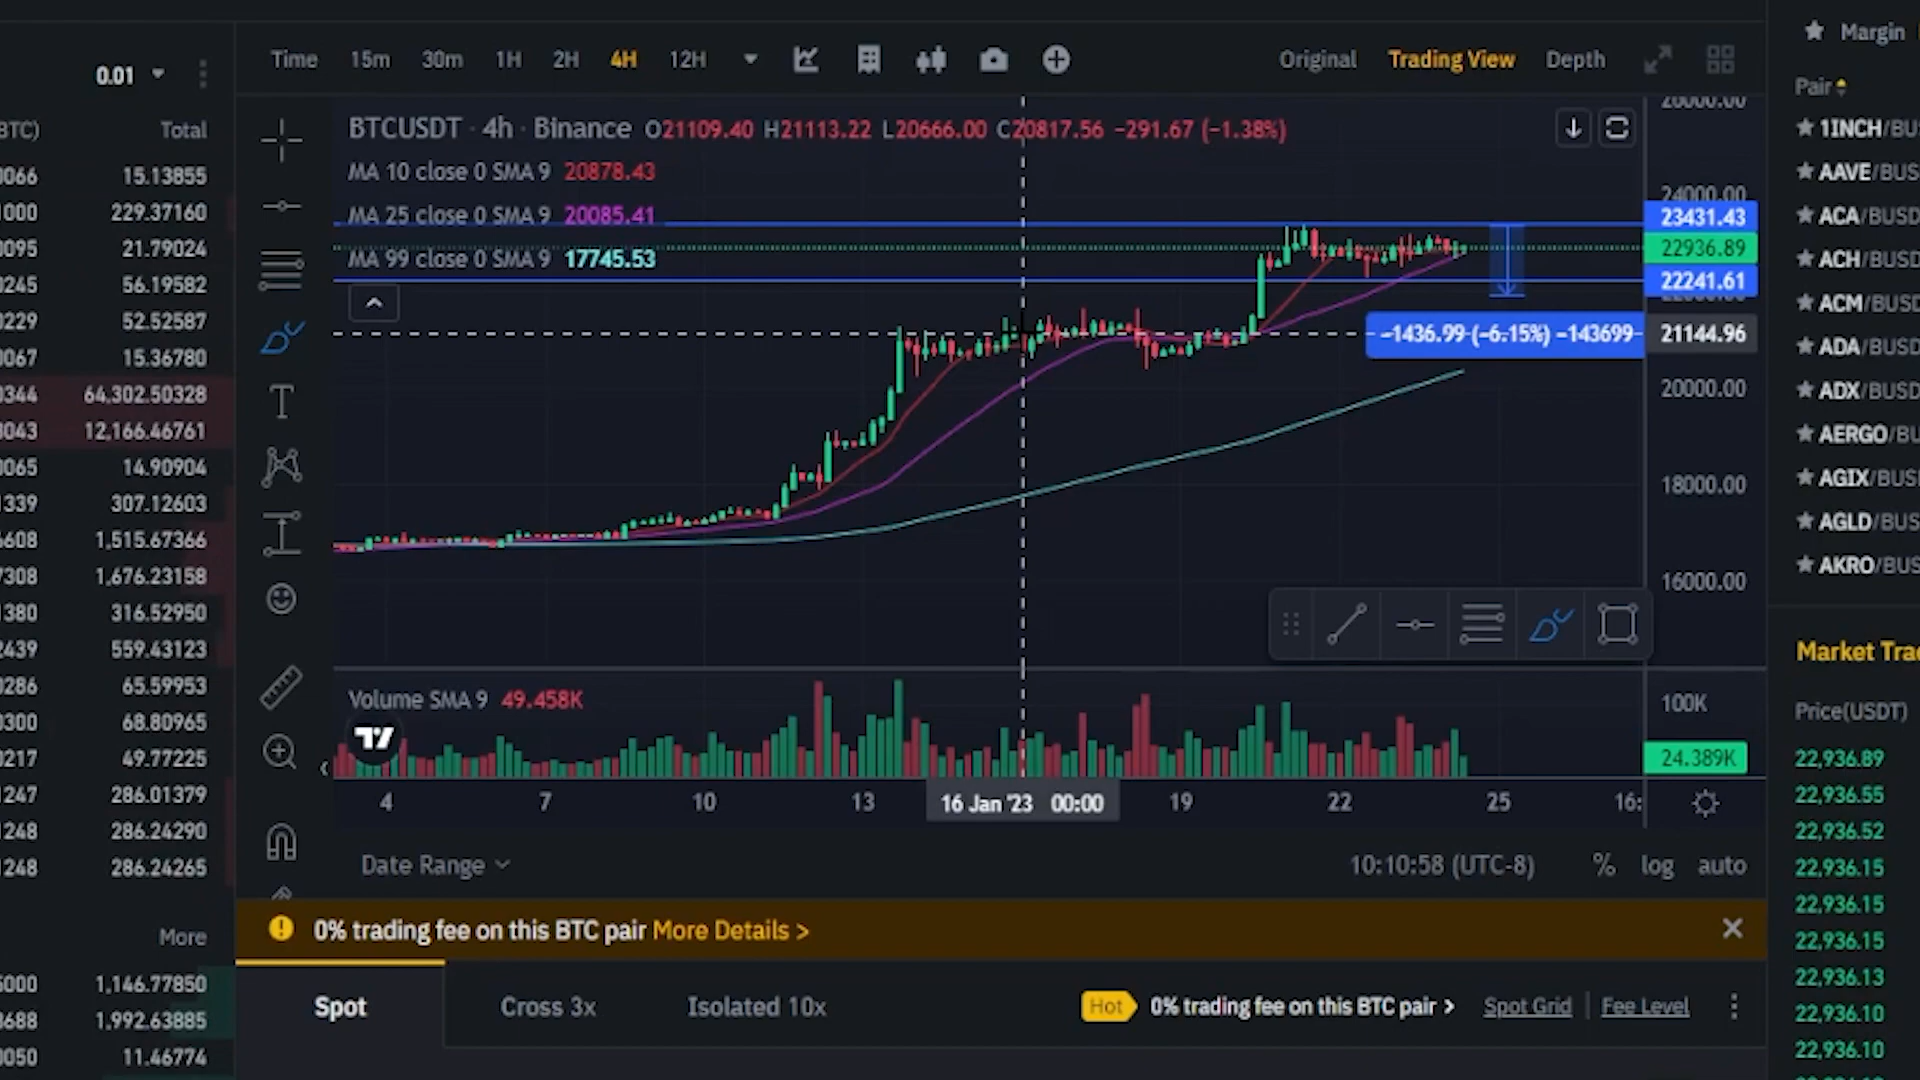 0.01
BTC) Total
0066 15.13855
1000 229.37160
0095 21.79024
0245 56.19582
0229 52.52587
0067 15.36780
0344 64,302.50328
3043 12,166.46761
0065 14.90904
1339 307.12603
608 1,515.67366
7308 1,676.23158
1380 316.52950
2439 559.43123
0286 65.59953
0300 68.80965
0217 49.77225
1247 286.01379
1248 286.24290
1248 286.24265
More
5000 1,146.77850
3688 1,992.63885
0050 11.46774
Time 15m 30m 1H 2H 4H 12H
Original Trading View Depth
BTCUSDT · 4h · Binance O21109.40 H21113.22 L20666.00 C20817.56 −291.67 (−1.38%)
MA 10 close 0 SMA 9 20878.43
MA 25 close 0 SMA 9 20085.41
MA 99 close 0 SMA 9 17745.53
26000.00
24000.00
23431.43
22936.89
22241.61
−1436.99 (−6.15%) −143699
21144.96
20000.00
18000.00
16000.00
Volume SMA 9 49.458K
100K
24.389K
4 7 10 13 16 Jan '23 00:00 19 22 25 16:
Date Range
10:10:58 (UTC-8) % log auto
0% trading fee on this BTC pair More Details >
Spot Cross 3x Isolated 10x
Hot 0% trading fee on this BTC pair > Spot Grid Fee Level
Margin
Pair
1INCH/BU
AAVE/BUS
ACA/BUSD
ACH/BUSD
ACM/BUSD
ADA/BUSD
ADX/BUSD
AERGO/BU
AGIX/BUS
AGLD/BUS
AKRO/BUS
Market Tra
Price(USDT)
22,936.89
22,936.55
22,936.52
22,936.15
22,936.15
22,936.15
22,936.13
22,936.10
22,936.10